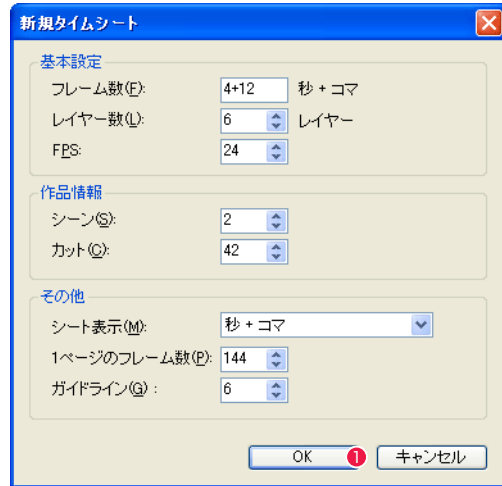 新規タイムシート
基本設定
フレーム数(F): 4+12 秒 + コマ
レイヤー数(L): 6 レイヤー
FPS: 24
作品情報
シーン(S): 2
カット(C): 42
その他
シート表示(M): 秒 + コマ
1ページのフレーム数(P): 144
ガイドライン(G) : 6
OK 1 キャンセル